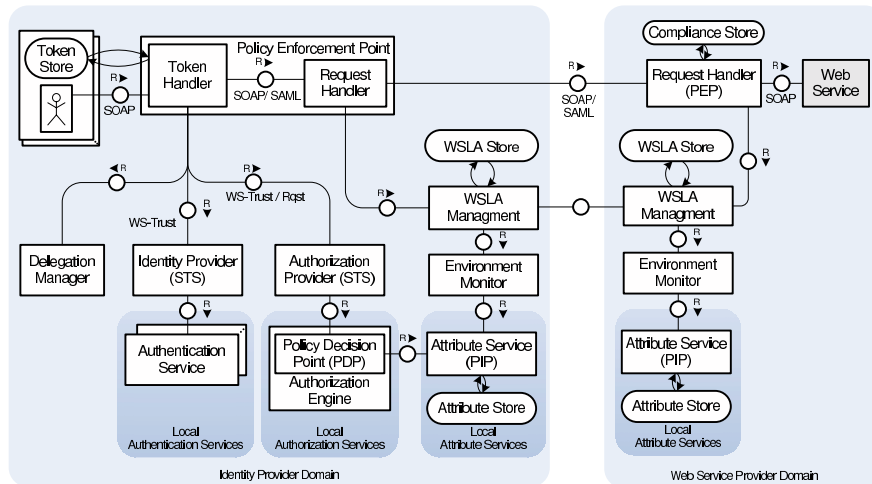 Token
Store
R
SOAP
Policy Enforcement Point
Token
Handler
R
SOAP/ SAML
Request
Handler
R
SOAP/
SAML
Compliance Store
Request Handler
(PEP)
R
SOAP
Web
Service
R
R
WS-Trust
R
R
WS-Trust / Rqst
R
WSLA Store
WSLA
Managment
WSLA Store
WSLA
Managment
R
R
Dellegation
Manager
Identity Provider
(STS)
Authorization
Provider (STS)
Environment
Monitor
Environment
Monitor
R
R
R
R
Authentication
Service
Policy Decision
Point (PDP)
Authorization
Engine
R
Attribute Service
(PIP)
Attribute Store
Attribute Service
(PIP)
Attribute Store
Local
Authentication Services
Local
Authorization Services
Local
Attribute Services
Local
Attribute Services
Identity Provider Domain
Web Service Provider Domain